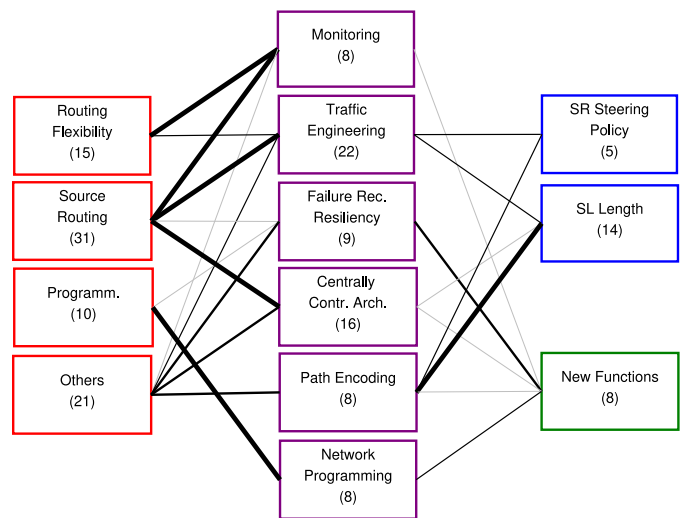 Routing
Flexibility
(15)
Source
Routing
(31)
Programm.
(10)
Others
(21)
Monitoring
(8)
Traffic
Engineering
(22)
Failure Rec.
Resiliency
(9)
Centrally
Contr. Arch.
(16)
Path Encoding
(8)
Network
Programming
(8)
SR Steering
Policy
(5)
SL Length
(14)
New Functions
(8)